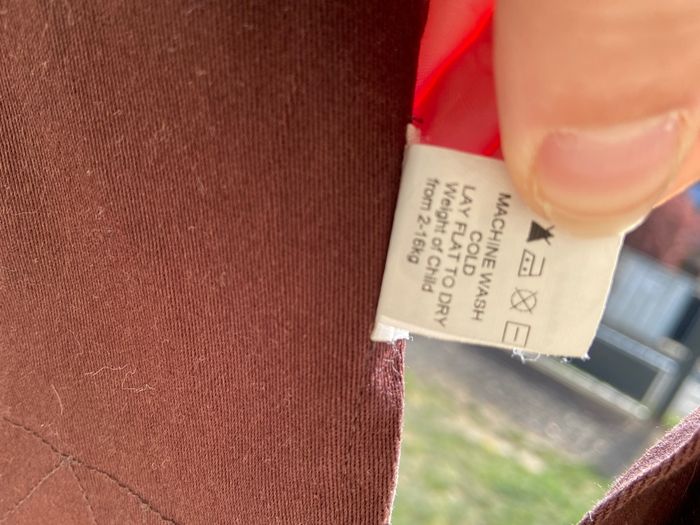 MACHINE WASH
COLD
LAY FLAT TO DRY
Weight of Child
from 2-16kg